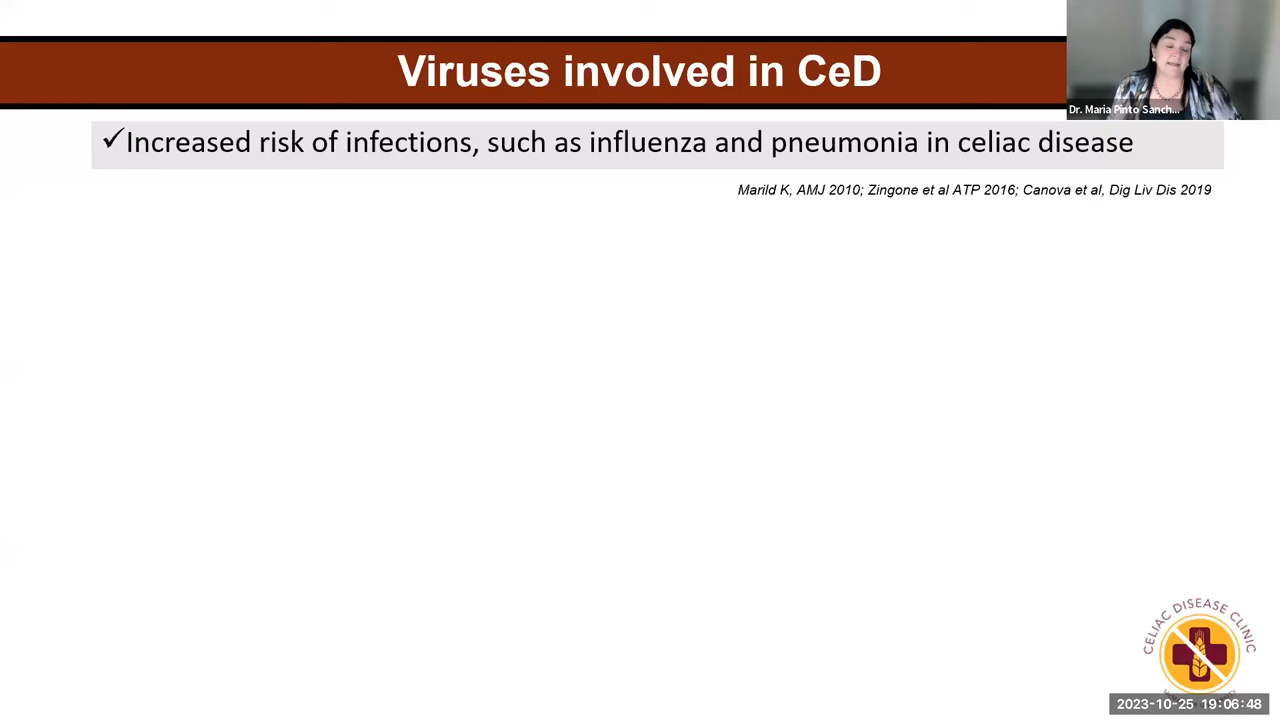 Viruses involved in CeD
Dr. Maria Pinto Sanch...
✓Increased risk of infections, such as influenza and pneumonia in celiac disease
Marild K, AMJ 2010; Zingone et al ATP 2016; Canova et al, Dig Liv Dis 2019
CELIAC DISEASE CLINIC
2023-10-25 19:06:48